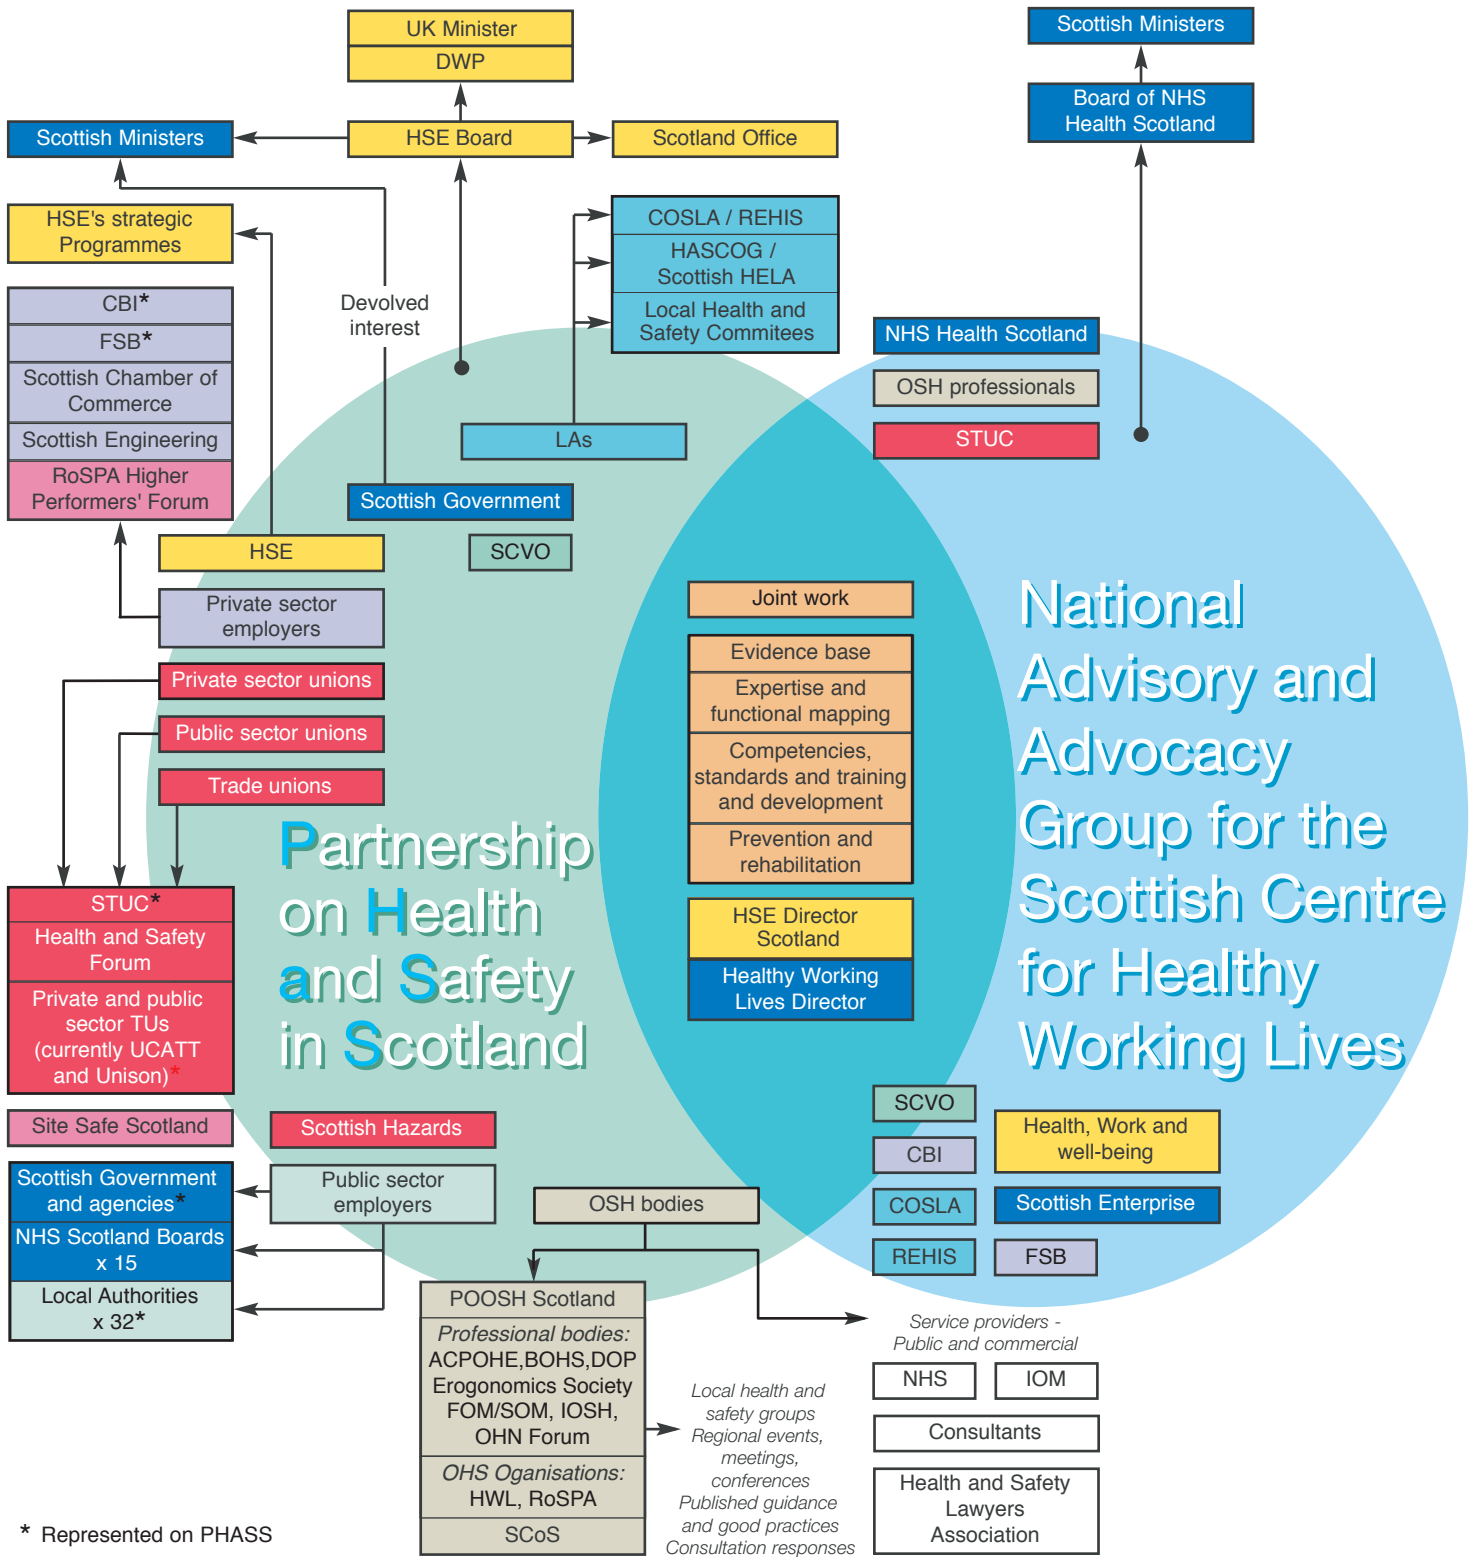 UK Minister
DWP
Scottish Ministers
HSE Board
Scotland Office
Scottish Ministers
Board of NHS
Health Scotland
HSE's strategic
Programmes
CBI*
FSB*
Scottish Chamber of
Commerce
Scottish Engineering
RoSPA Higher
Performers' Forum
Devolved
interest
COSLA / REHIS
HASCOG /
Scottish HELA
Local Health and
Safety Commitees
LAs
Scottish Government
SCVO
HSE
Private sector
employers
Private sector unions
Public sector unions
Trade unions
NHS Health Scotland
OSH professionals
STUC
Joint work
Evidence base
Expertise and
functional mapping
Competencies,
standards and training
and development
Prevention and
rehabilitation
HSE Director
Scotland
Healthy Working
Lives Director
Partnership
on Health
and Safety
in Scotland
National
Advisory and
Advocacy
Group for the
Scottish Centre
for Healthy
Working Lives
STUC*
Health and Safety
Forum
Private and public
sector TUs
(currently UCATT
and Unison)*
Site Safe Scotland
Scottish Hazards
Scottish Government
and agencies*
NHS Scotland Boards
x 15
Local Authorities
x 32*
Public sector
employers
OSH bodies
POOSH Scotland
Professional bodies:
ACPOHE,BOHS,DOP
Erogonomics Society
FOM/SOM, IOSH,
OHN Forum
OHS Oganisations:
HWL, RoSPA
SCoS
Local health and
safety groups
Regional events,
meetings,
conferences
Published guidance
and good practices
Consultation responses
SCVO
CBI
COSLA
REHIS
Health, Work and
well-being
Scottish Enterprise
FSB
Service providers -
Public and commercial
NHS
IOM
Consultants
Health and Safety
Lawyers
Association
* Represented on PHASS